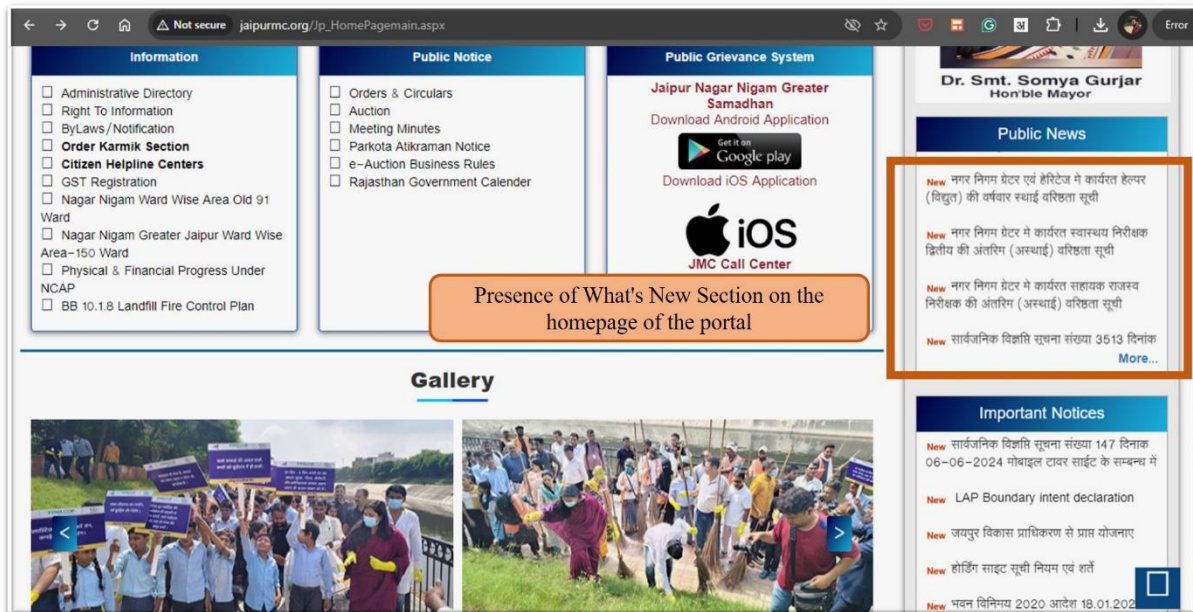 Not secure jaipurmc.org/Jp_HomePagemain.aspx
Error
Information
Administrative Directory
Right To Information
ByLaws/Notification
Order Karmik Section
Citizen Helpline Centers
GST Registration
Nagar Nigam Ward Wise Area Old 91
Ward
Nagar Nigam Greater Jaipur Ward Wise
Area-150 Ward
Physical & Financial Progress Under
NCAP
BB 10.1.8 Landfill Fire Control Plan
Public Notice
Orders & Circulars
Auction
Meeting Minutes
Parkota Atikraman Notice
e-Auction Business Rules
Rajasthan Government Calender
Public Grievance System
Jaipur Nagar Nigam Greater
Samadhan
Download Android Application
Get it on
Google play
Download iOS Application
iOS
JMC Call Center
Presence of What's New Section on the
homepage of the portal
Dr. Smt. Somya Gurjar
Hon'ble Mayor
Public News
New नगर निगम ग्रेटर एवं हेरिटेज मे कार्यरत हेल्पर
(विद्युत) की वर्षवार स्थाई वरिष्ठता सूची
New नगर निगम ग्रेटर मे कार्यरत स्वास्थय निरीक्षक
द्वितीय की अंतरिम (अस्थाई) वरिष्ठता सूची
New नगर निगम ग्रेटर मे कार्यरत सहायक राजस्व
निरीक्षक की अंतरिम (अस्थाई) वरिष्ठता सूची
New सार्वजनिक विज्ञप्ति सूचना संख्या 3513 दिनांक
More...
Gallery
Important Notices
New सार्वजनिक विज्ञप्ति सूचना संख्या 147 दिनाक
06-06-2024 मोबाइल टावर साईट के सम्बन्ध में
New LAP Boundary intent declaration
New जयपुर विकास प्राधिकरण से प्राप्त योजनाए
New होर्डिंग साइट सूची नियम एवं शर्ते
New भवन विनिमय 2020 आदेश 18.01.202